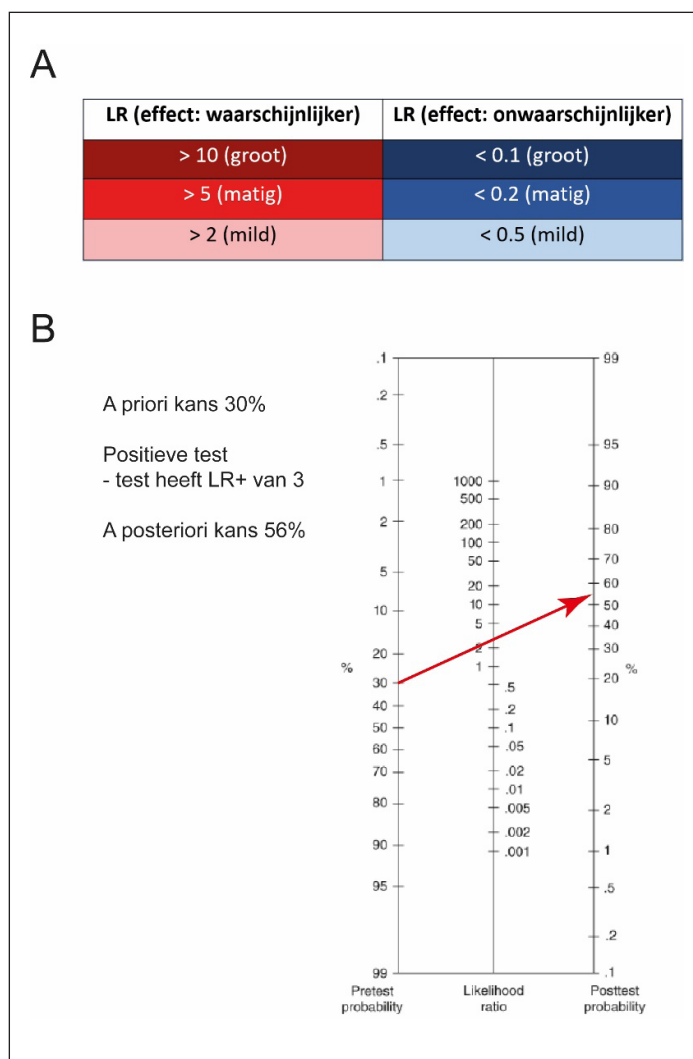 A
LR (effect: waarschijnlijker) LR (effect: onwaarschijnlijker)
> 10 (groot) < 0.1 (groot)
> 5 (matig) < 0.2 (matig)
> 2 (mild) < 0.5 (mild)
B
A priori kans 30%
Positieve test
- test heeft LR+ van 3
A posteriori kans 56%
.1 99
.2
.5 95
1 1000 90
500
2 200 80
100
50 70
5 20 60
10 10 50
5 40
20 2 30
% 1 20 %
30 .5
40 .2 10
50 .1
60 .05 5
70 .02
.01
80 .005 2
.002
90 .001 1
95 .5
.2
99 .1
Pretest probability
Likelihood ratio
Posttest probability